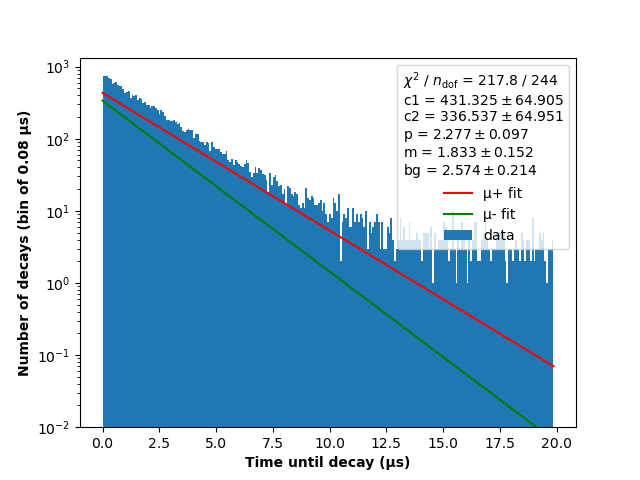 χ² / n_dof = 217.8 / 244
c1 = 431.325 ± 64.905
c2 = 336.537 ± 64.951
p = 2.277 ± 0.097
m = 1.833 ± 0.152
bg = 2.574 ± 0.214
μ+ fit
μ- fit
data
Number of decays (bin of 0.08 μs)
10³
10²
10¹
10⁰
10⁻¹
10⁻²
0.0 2.5 5.0 7.5 10.0 12.5 15.0 17.5 20.0
Time until decay (μs)